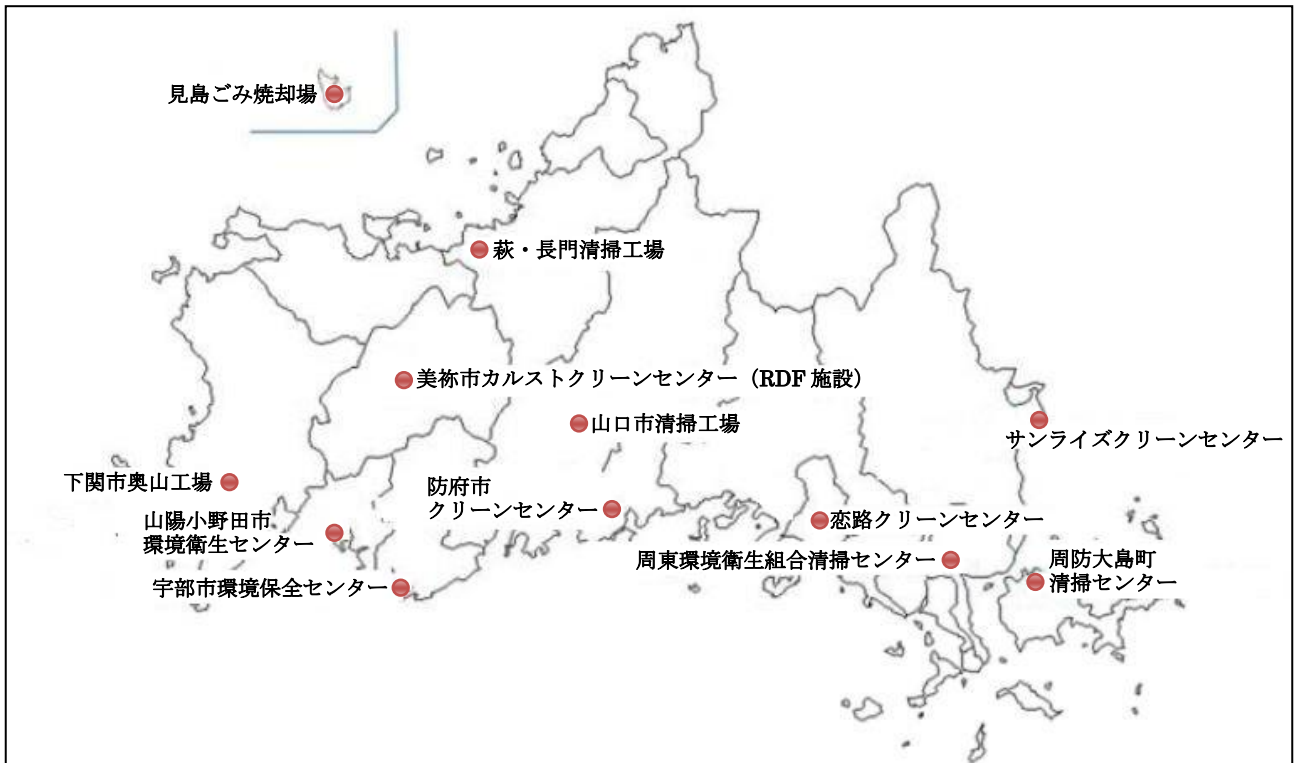 見島ごみ焼却場
萩・長門清掃工場
美祢市カルストクリーンセンター（RDF 施設）
山口市清掃工場
サンライズクリーンセンター
下関市奥山工場
防府市
クリーンセンター
山陽小野田市
環境衛生センター
恋路クリーンセンター
周東環境衛生組合清掃センター
周防大島町
清掃センター
宇部市環境保全センター